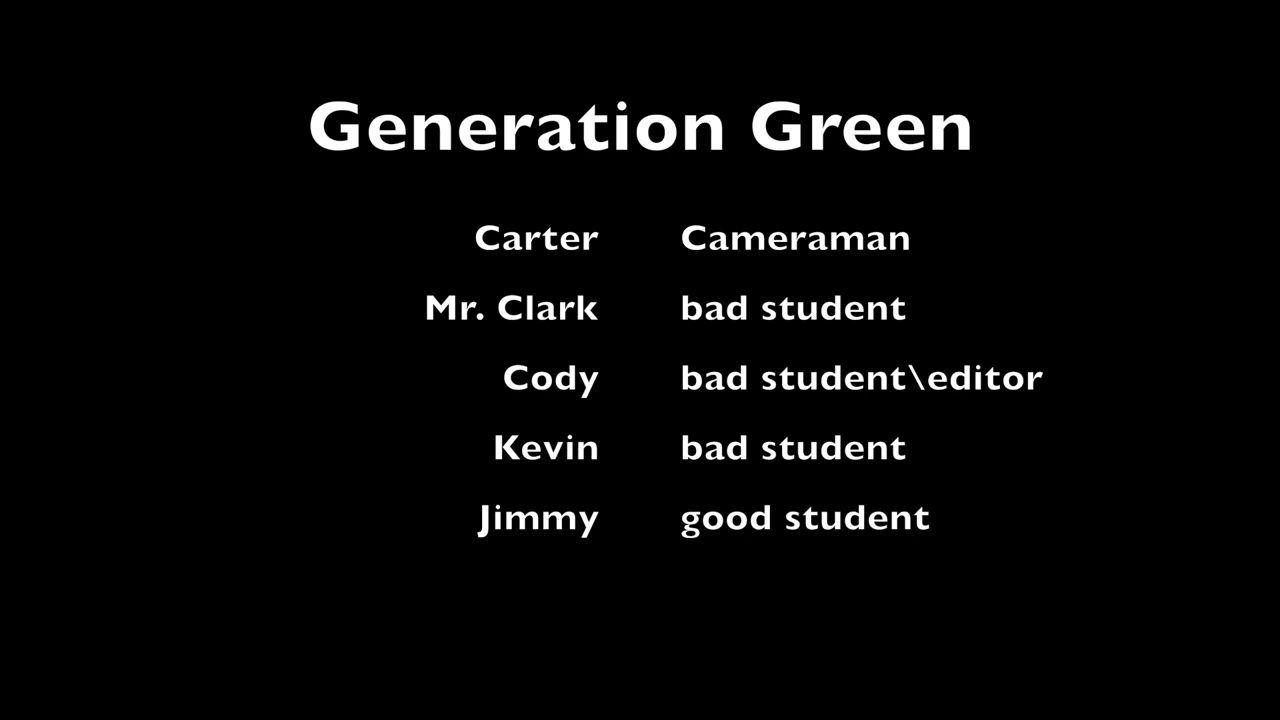 Generation Green
Carter Cameraman
Mr. Clark bad student
Cody bad student\editor
Kevin bad student
Jimmy good student